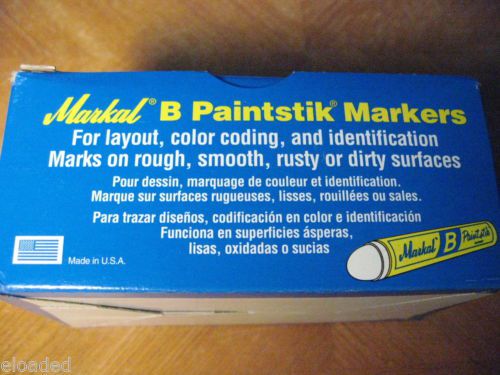 Markal® B Paintstik® Markers
For layout, color coding, and identification
Marks on rough, smooth, rusty or dirty surfaces
Pour dessin, marquage de couleur et identification.
Marque sur surfaces rugueuses, lisses, rouillées ou sales.
Para trazar diseños, codificación en color e identificación
Funciona en superficies ásperas,
lisas, oxidadas o sucias
Made in U.S.A.
Markal B Paintstik
eloaded